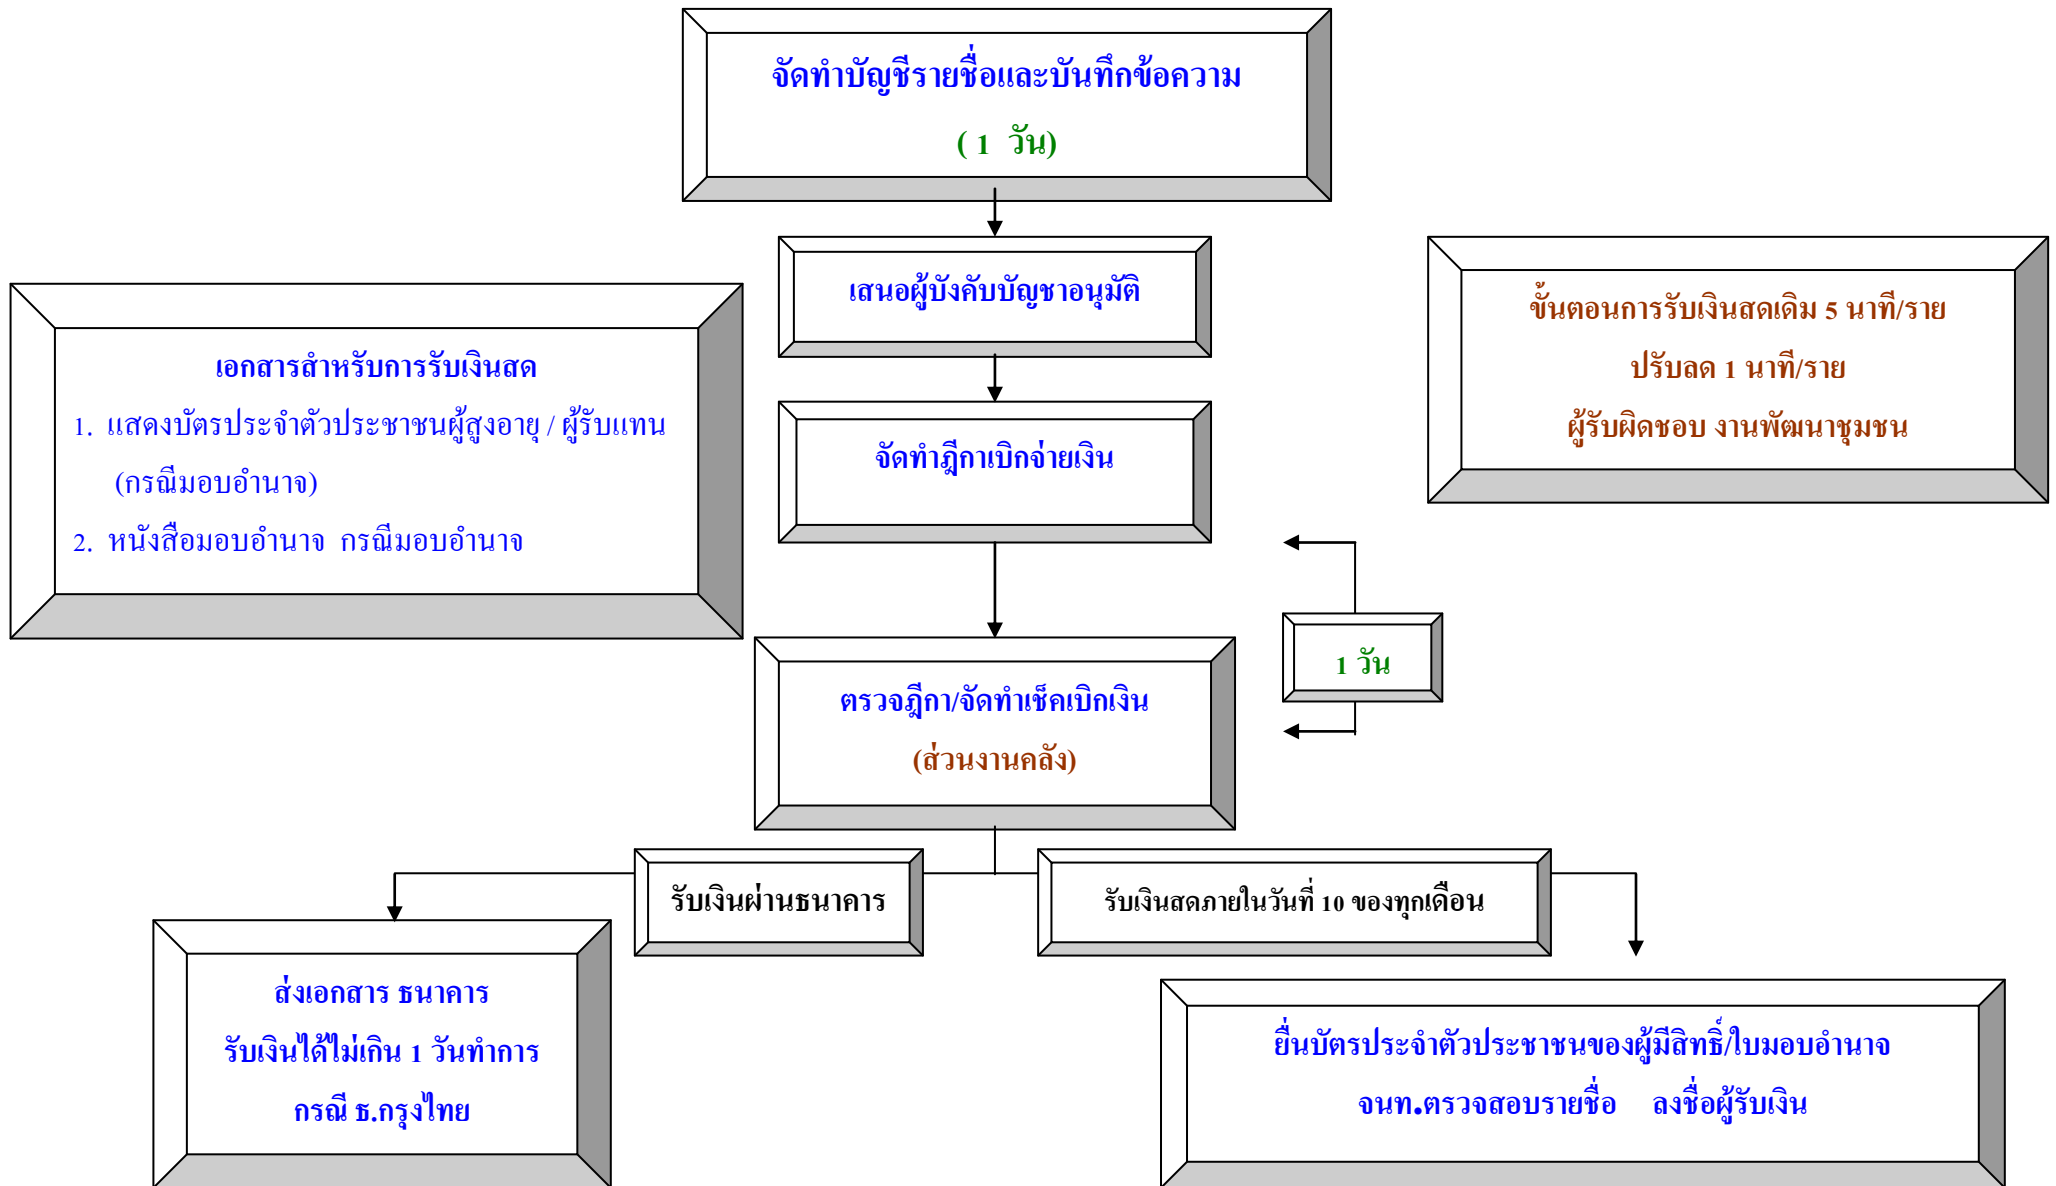 จัดทำบัญชีรายชื่อและบันทึกข้อความ
( 1 วัน)
เสนอผู้บังคับบัญชาอนุมัติ
ขั้นตอนการรับเงินสดเดิม 5 นาที/ราย
ปรับลด 1 นาที/ราย
ผู้รับผิดชอบ งานพัฒนาชุมชน
เอกสารสำหรับการรับเงินสด
1. แสดงบัตรประจำตัวประชาชนผู้สูงอายุ / ผู้รับแทน
(กรณีมอบอำนาจ)
2. หนังสือมอบอำนาจ กรณีมอบอำนาจ
จัดทำฎีกาเบิกจ่ายเงิน
1 วัน
ตรวจฎีกา/จัดทำเช็คเบิกเงิน
(ส่วนงานคลัง)
รับเงินผ่านธนาคาร
รับเงินสดภายในวันที่ 10 ของทุกเดือน
ส่งเอกสาร ธนาคาร
รับเงินได้ไม่เกิน 1 วันทำการ
กรณี ธ.กรุงไทย
ยื่นบัตรประจำตัวประชาชนของผู้มีสิทธิ์/ใบมอบอำนาจ
จนท.ตรวจสอบรายชื่อ ลงชื่อผู้รับเงิน